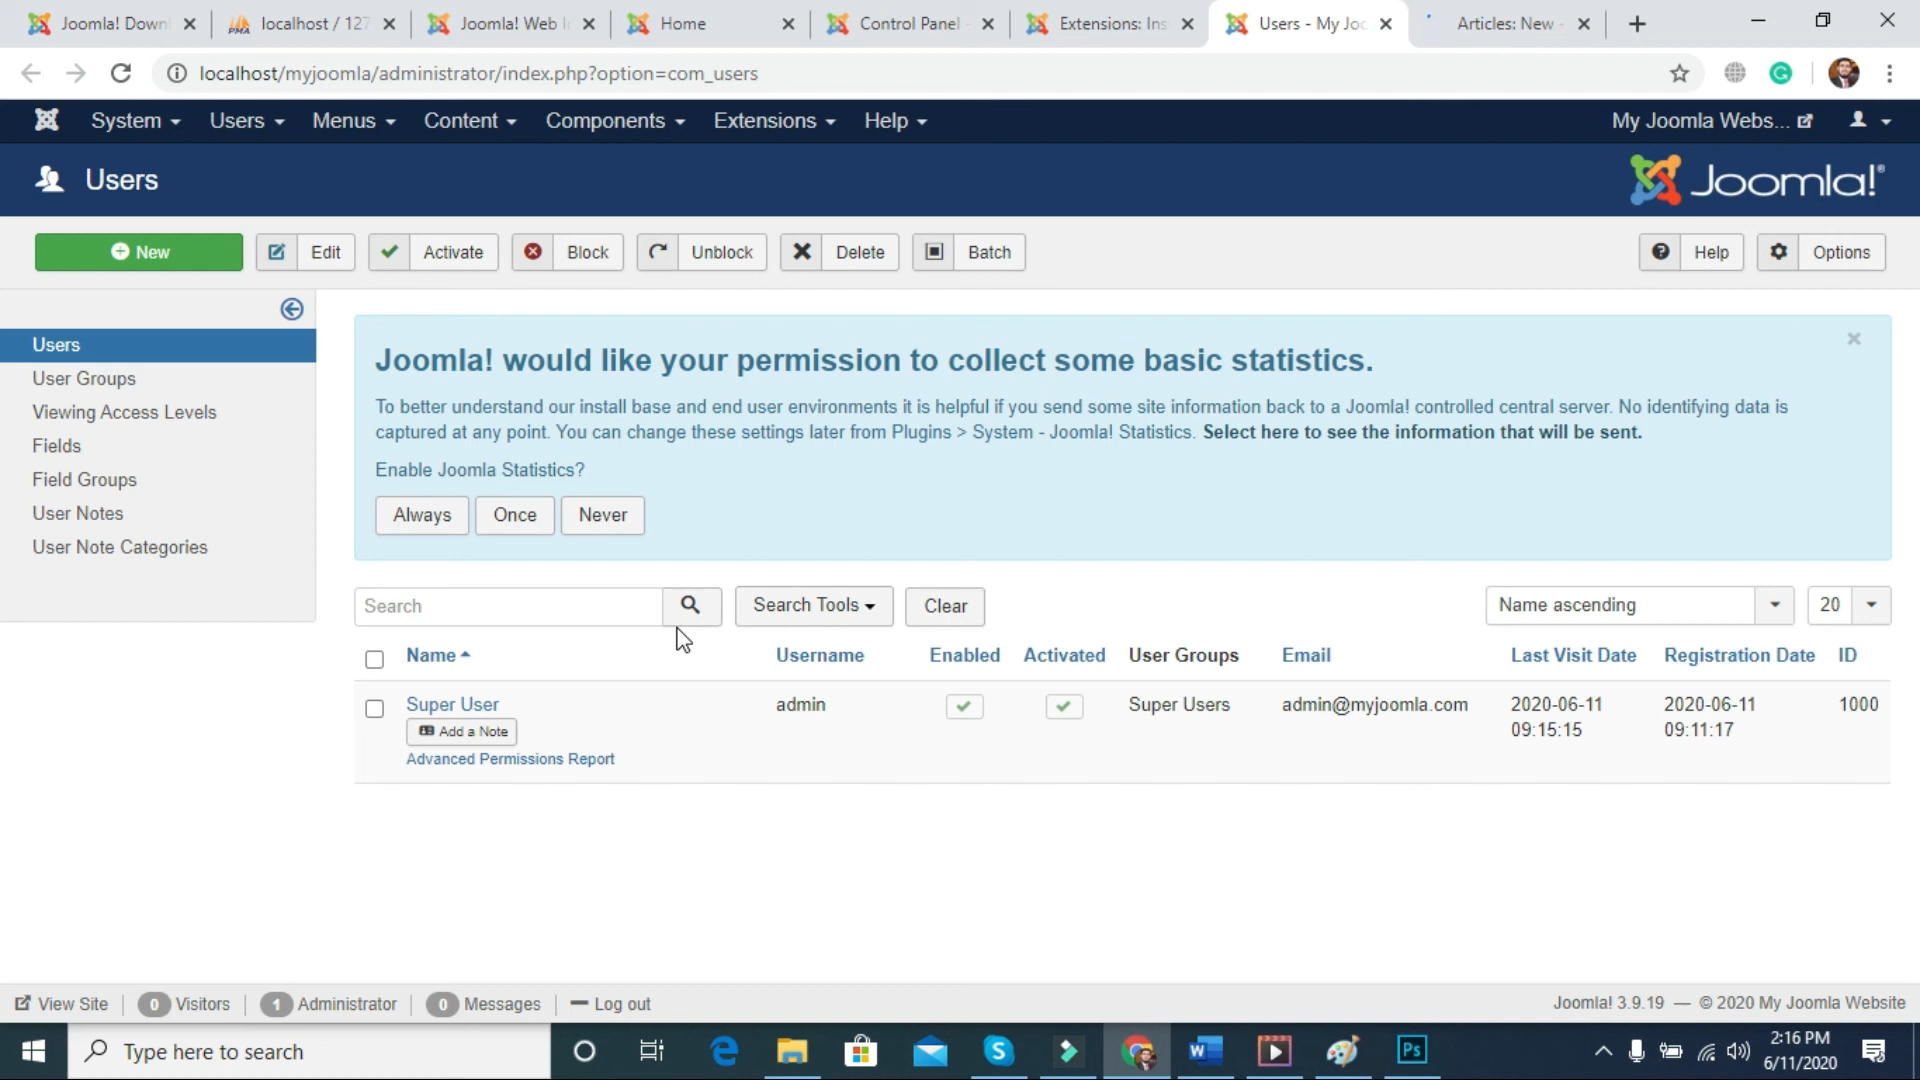 Joomla! Downl
localhost / 127
Joomla! Web I
Home
Control Panel -
Extensions: Ins
Users - My Joo
Articles: New -
localhost/myjoomla/administrator/index.php?option=com_users
System
Users
Menus
Content
Components
Extensions
Help
My Joomla Webs...
Users
Joomla!®
New
Edit
Activate
Block
Unblock
Delete
Batch
Help
Options
Users
User Groups
Viewing Access Levels
Fields
Field Groups
User Notes
User Note Categories
Joomla! would like your permission to collect some basic statistics.
To better understand our install base and end user environments it is helpful if you send some site information back to a Joomla! controlled central server. No identifying data is
captured at any point. You can change these settings later from Plugins > System - Joomla! Statistics. Select here to see the information that will be sent.
Enable Joomla Statistics?
Always
Once
Never
Search
Search Tools
Clear
Name ascending
20
Name
Username
Enabled
Activated
User Groups
Email
Last Visit Date
Registration Date
ID
Super User
admin
Super Users
admin@myjoomla.com
2020-06-11
09:15:15
2020-06-11
09:11:17
1000
Add a Note
Advanced Permissions Report
View Site
0 Visitors
1 Administrator
0 Messages
Log out
Joomla! 3.9.19 — © 2020 My Joomla Website
Type here to search
2:16 PM
6/11/2020